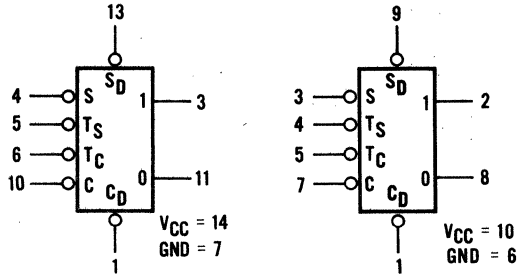 13
S_D
4 S 1 3
5 T_S
6 T_C
10 C 0 11
C_D
1
V_CC = 14
GND = 7
9
S_D
3 S 1 2
4 T_S
5 T_C
7 C 0 8
C_D
1
V_CC = 10
GND = 6